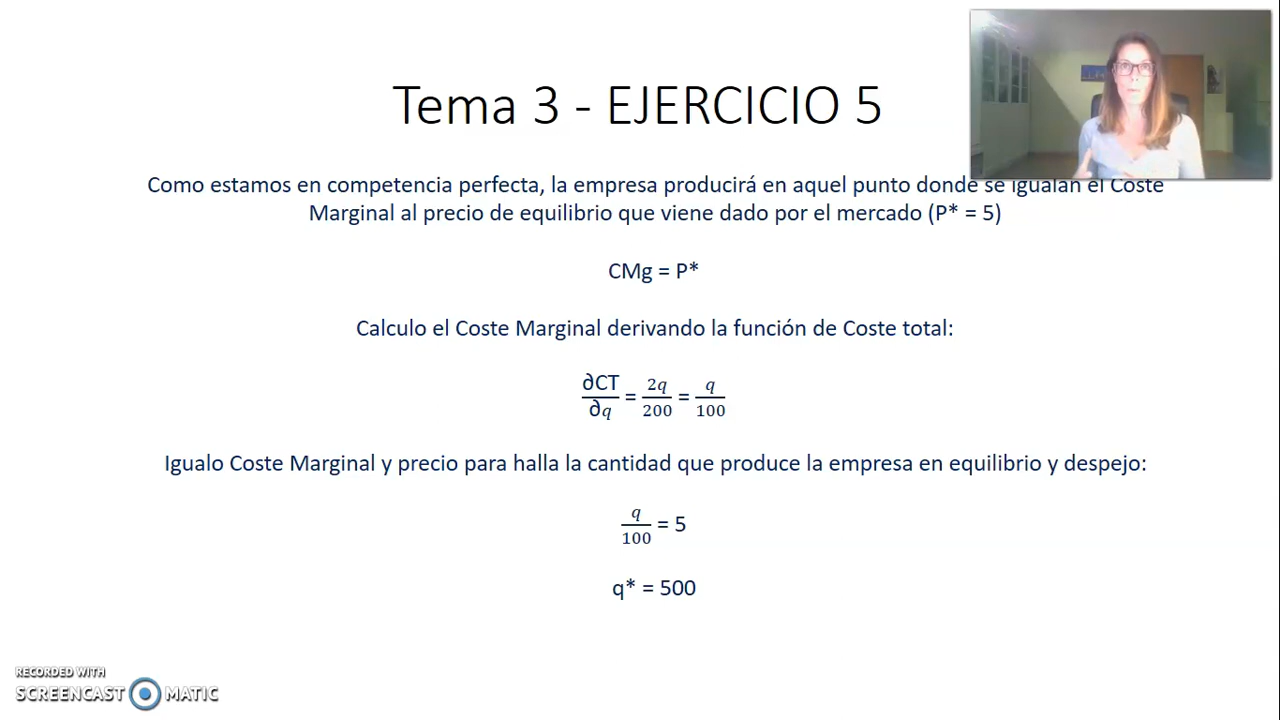 Tema 3 - EJERCICIO 5
Como estamos en competencia perfecta, la empresa producirá en aquel punto donde se igualan el Coste
Marginal al precio de equilibrio que viene dado por el mercado (P* = 5)
CMg = P*
Calculo el Coste Marginal derivando la función de Coste total:
∂CT/∂q = 2q/200 = q/100
Igualo Coste Marginal y precio para halla la cantidad que produce la empresa en equilibrio y despejo:
q/100 = 5
q* = 500
RECORDED WITH
SCREENCAST MATIC